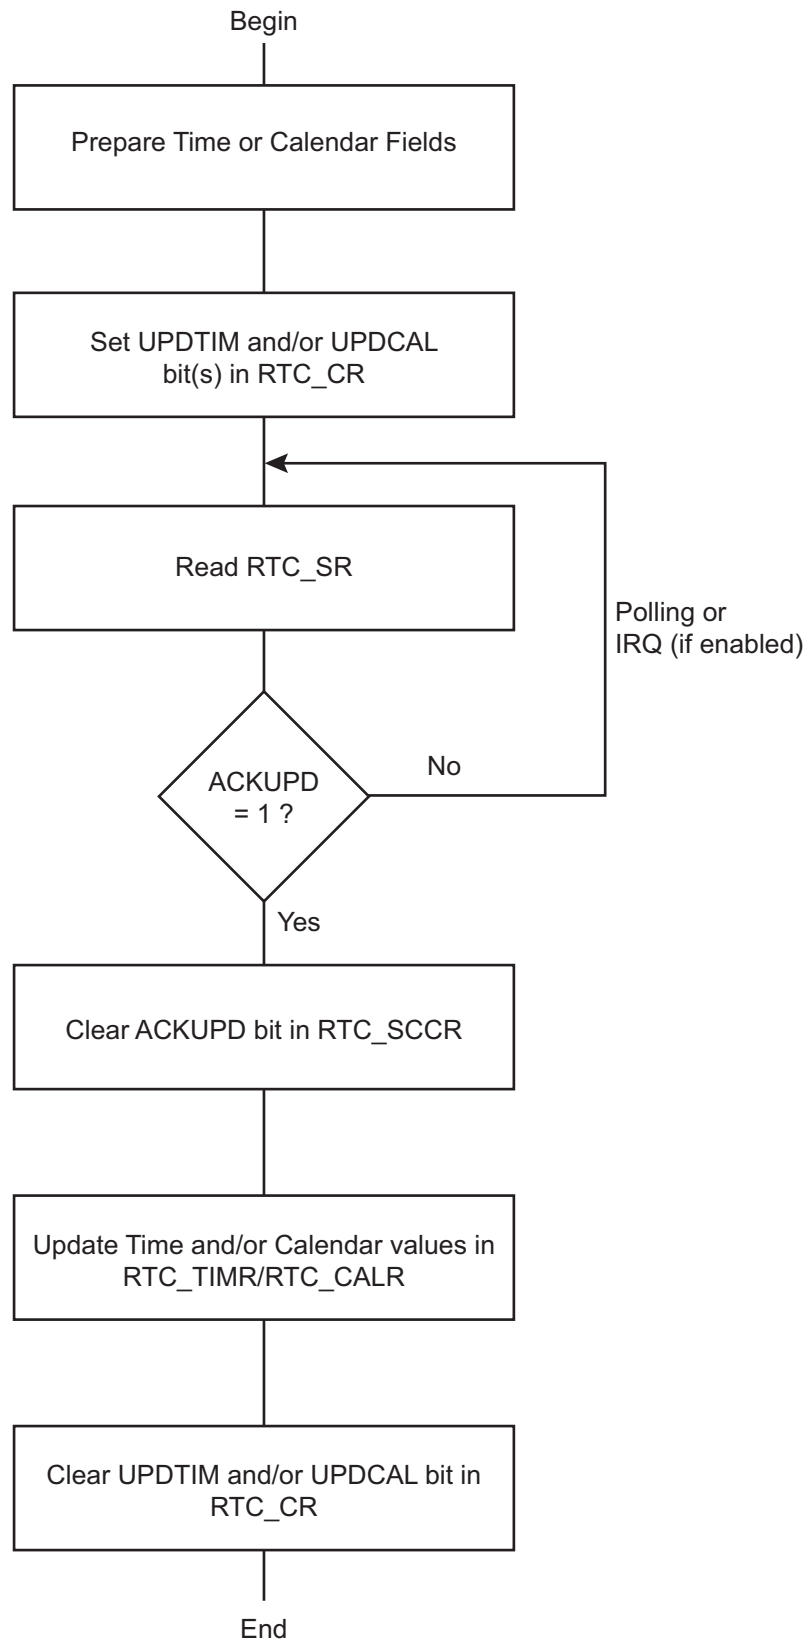 Begin
Prepare Time or Calendar Fields
Set UPDTIM and/or UPDCAL
bit(s) in RTC_CR
Read RTC_SR
Polling or
IRQ (if enabled)
ACKUPD
= 1 ?
No
Yes
Clear ACKUPD bit in RTC_SCCR
Update Time and/or Calendar values in
RTC_TIMR/RTC_CALR
Clear UPDTIM and/or UPDCAL bit in
RTC_CR
End